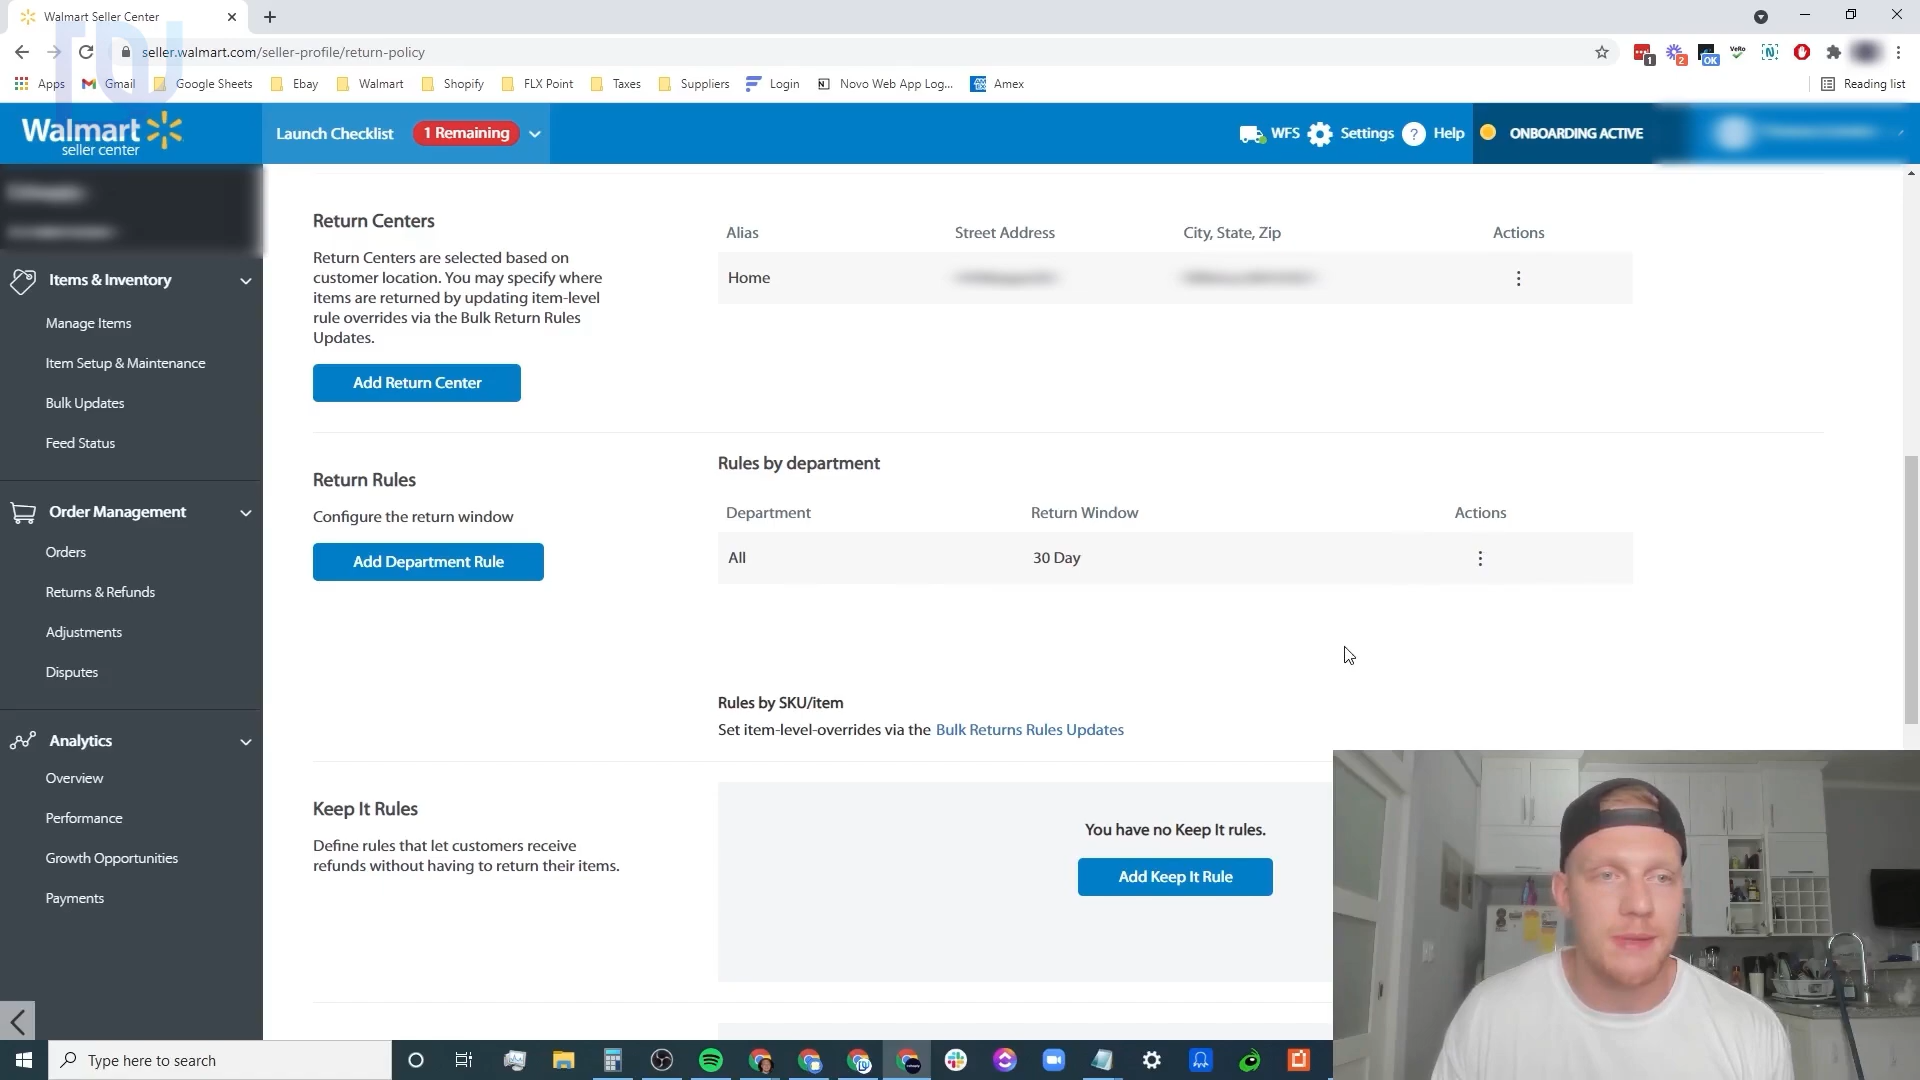 Walmart Seller Center
seller.walmart.com/seller-profile/return-policy
1
2
OK
VeRo
Apps
Gmail
Google Sheets
Ebay
Walmart
Shopify
FLX Point
Taxes
Suppliers
Login
Novo Web App Log...
Amex
Reading list
TDJ
Walmart
seller center
Launch Checklist
1 Remaining
WFS
Settings
Help
ONBOARDING ACTIVE
Items & Inventory
Manage Items
Item Setup & Maintenance
Bulk Updates
Feed Status
Order Management
Orders
Returns & Refunds
Adjustments
Disputes
Analytics
Overview
Performance
Growth Opportunities
Payments
Return Centers
Return Centers are selected based on
customer location. You may specify where
items are returned by updating item-level
rule overrides via the Bulk Return Rules
Updates.
Add Return Center
Alias
Street Address
City, State, Zip
Actions
Home
Return Rules
Configure the return window
Add Department Rule
Rules by department
Department
Return Window
Actions
All
30 Day
Rules by SKU/item
Set item-level-overrides via the Bulk Returns Rules Updates
Keep It Rules
Define rules that let customers receive
refunds without having to return their items.
You have no Keep It rules.
Add Keep It Rule
Type here to search